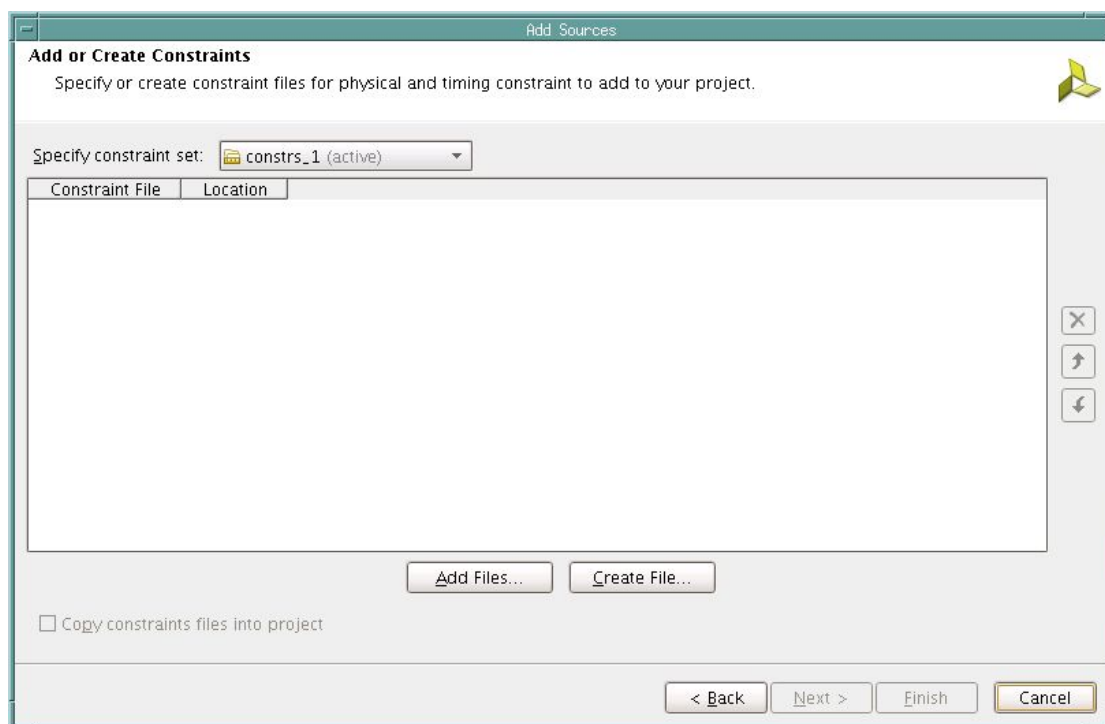 Add Sources
Add or Create Constraints
Specify or create constraint files for physical and timing constraint to add to your project.
Specify constraint set: constrs_1 (active)
Constraint File Location
Add Files... Create File...
Copy constraints files into project
< Back Next > Finish Cancel